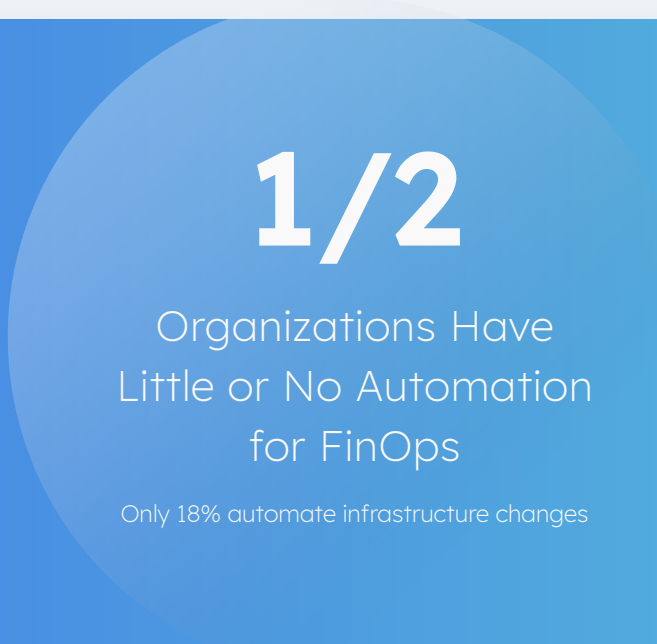 1/2
Organizations Have
Little or No Automation
for FinOps
Only 18% automate infrastructure changes